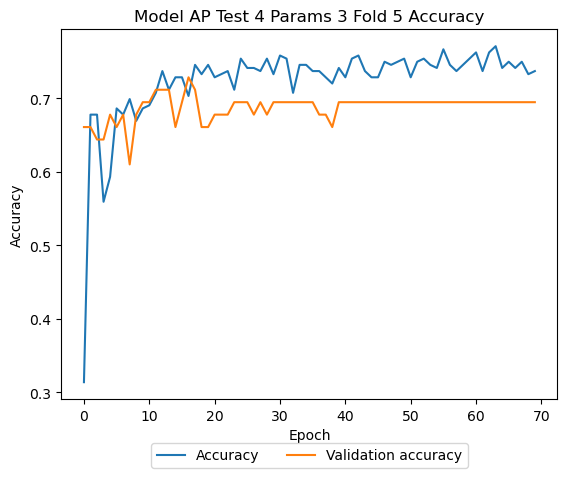 Model AP Test 4 Params 3 Fold 5 Accuracy
Accuracy
0.7
0.6
0.5
0.4
0.3
0 10 20 30 40 50 60 70
Epoch
Accuracy Validation accuracy